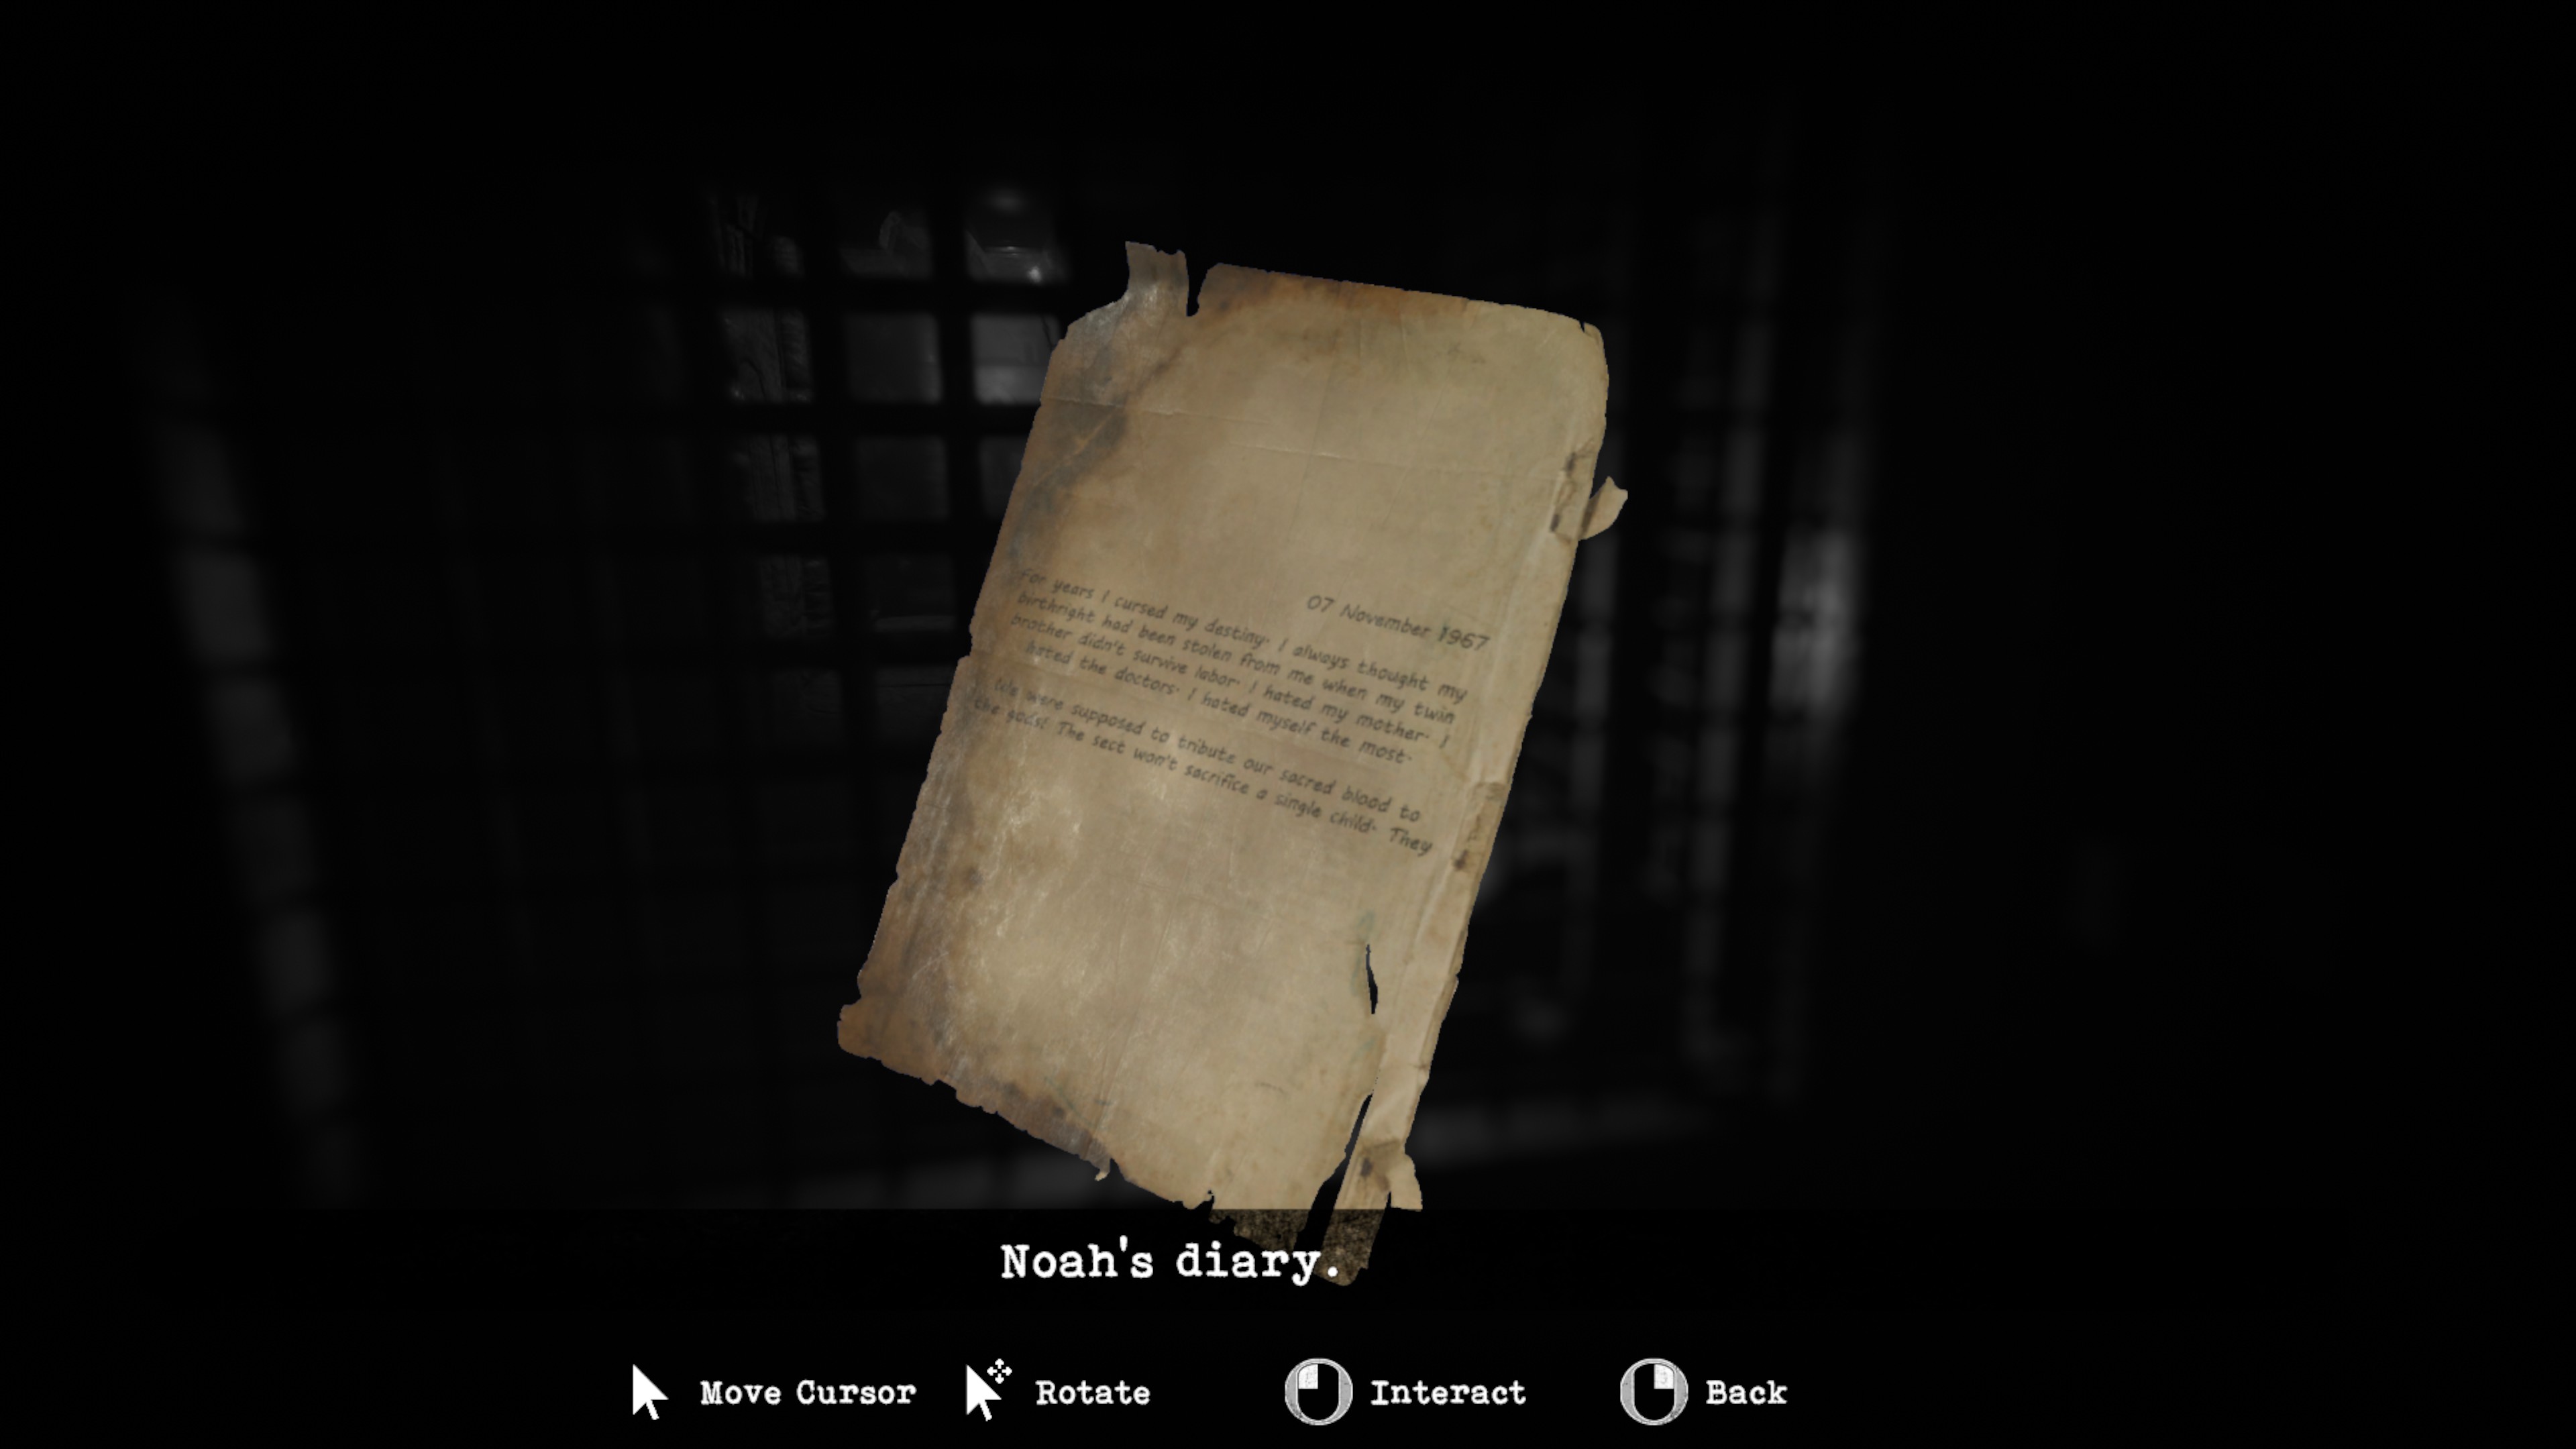 07 November 1967
For years I cursed my destiny. I always thought my
birthright had been stolen from me when my twin
brother didn't survive labor. I hated my mother. I
hated the doctors. I hated myself the most.
We were supposed to tribute our sacred blood to
the gods! The sect won't sacrifice a single child. They
Noah's diary.
Move Cursor
Rotate
Interact
Back